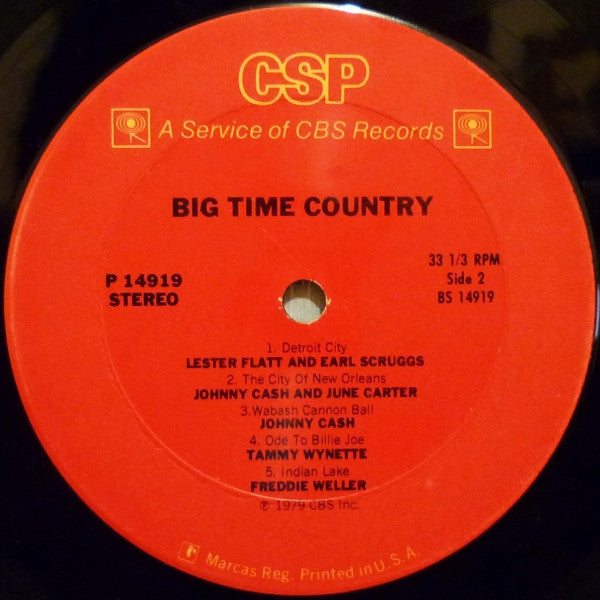 CSP
A Service of CBS Records
BIG TIME COUNTRY
P 14919
STEREO
33 1/3 RPM
Side 2
BS 14919
1. Detroit City
LESTER FLATT AND EARL SCRUGGS
2. The City Of New Orleans
JOHNNY CASH AND JUNE CARTER
3.Wabash Cannon Ball
JOHNNY CASH
4. Ode To Billie Joe
TAMMY WYNETTE
5. Indian Lake
FREDDIE WELLER
℗ 1979 CBS Inc.
Marcas Reg. Printed in U.S.A.